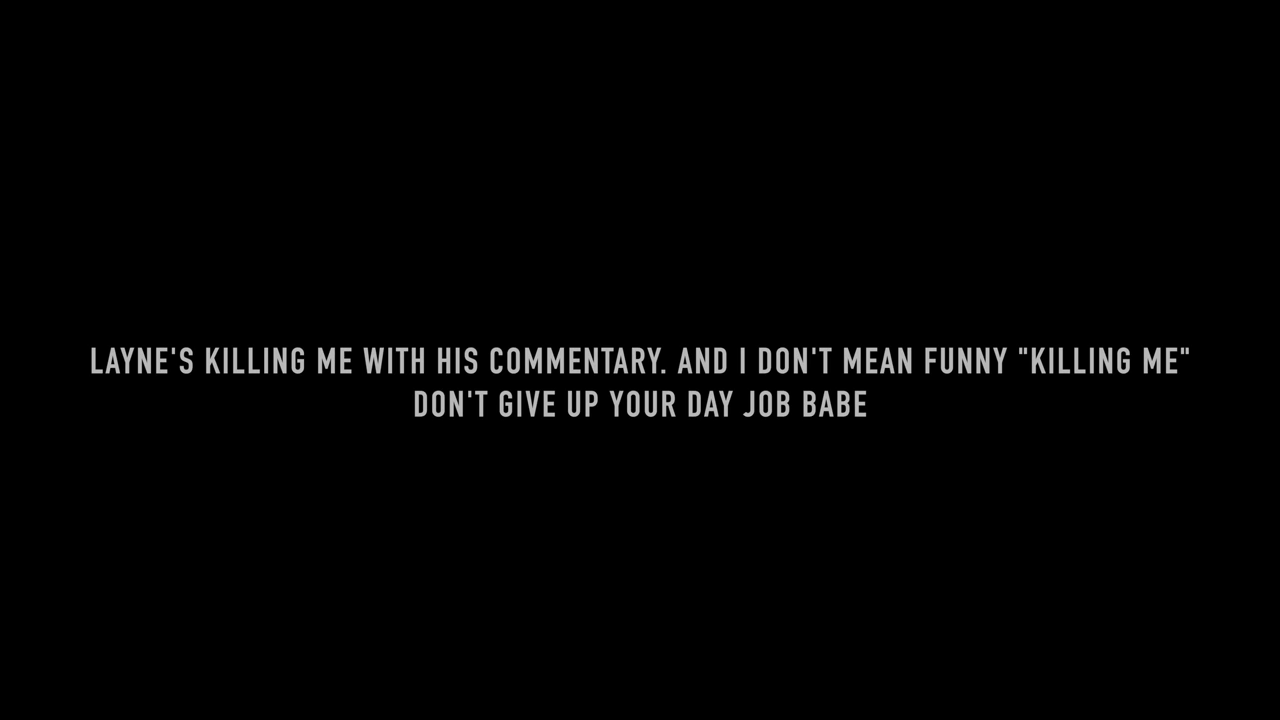 LAYNE'S KILLING ME WITH HIS COMMENTARY. AND I DON'T MEAN FUNNY "KILLING ME"
DON'T GIVE UP YOUR DAY JOB BABE